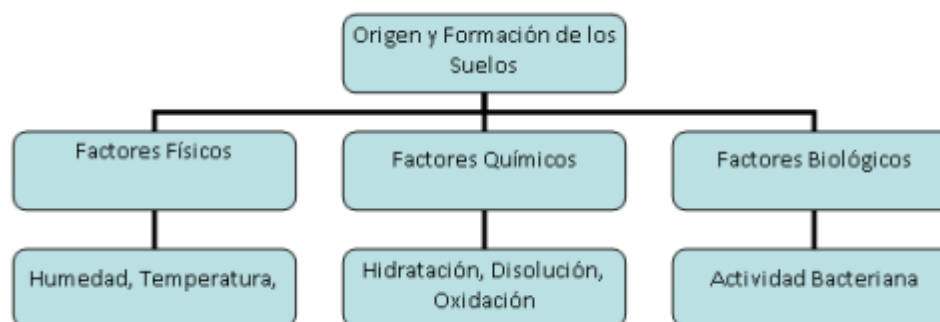 Origen y Formación de los
Suelos
Factores Físicos
Factores Químicos
Factores Biológicos
Humedad, Temperatura,
Hidratación, Disolución,
Oxidación
Actividad Bacteriana